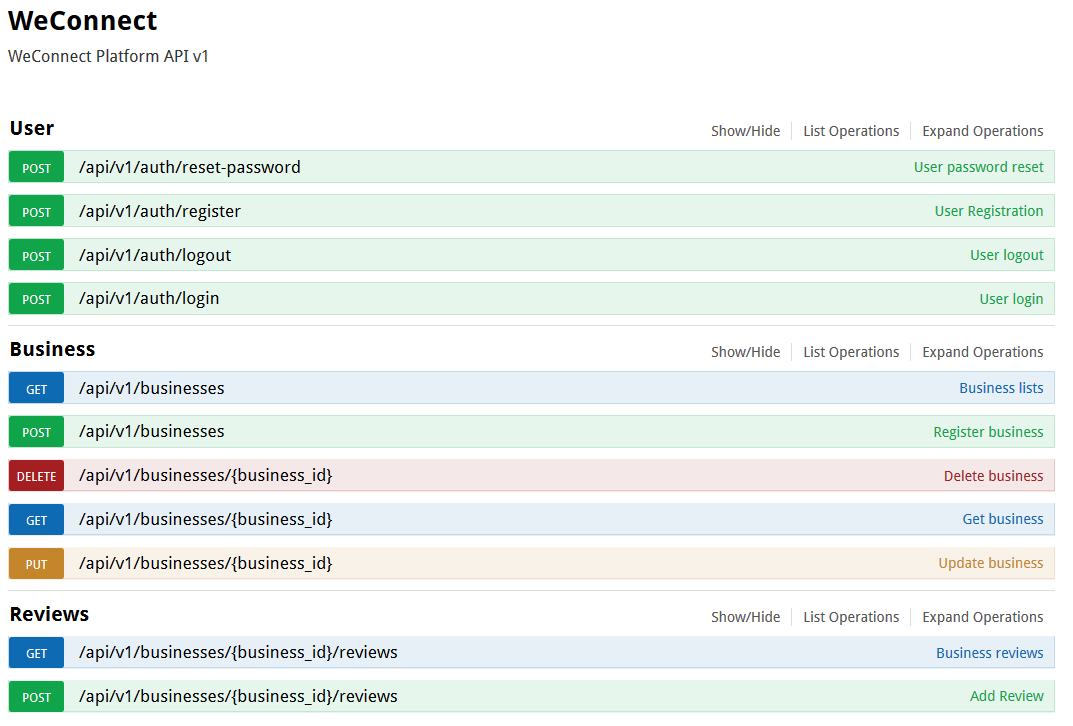 WeConnect
WeConnect Platform API v1
User Show/Hide List Operations Expand Operations
POST /api/v1/auth/reset-password User password reset
POST /api/v1/auth/register User Registration
POST /api/v1/auth/logout User logout
POST /api/v1/auth/login User login
Business Show/Hide List Operations Expand Operations
GET /api/v1/businesses Business lists
POST /api/v1/businesses Register business
DELETE /api/v1/businesses/{business_id} Delete business
GET /api/v1/businesses/{business_id} Get business
PUT /api/v1/businesses/{business_id} Update business
Reviews Show/Hide List Operations Expand Operations
GET /api/v1/businesses/{business_id}/reviews Business reviews
POST /api/v1/businesses/{business_id}/reviews Add Review